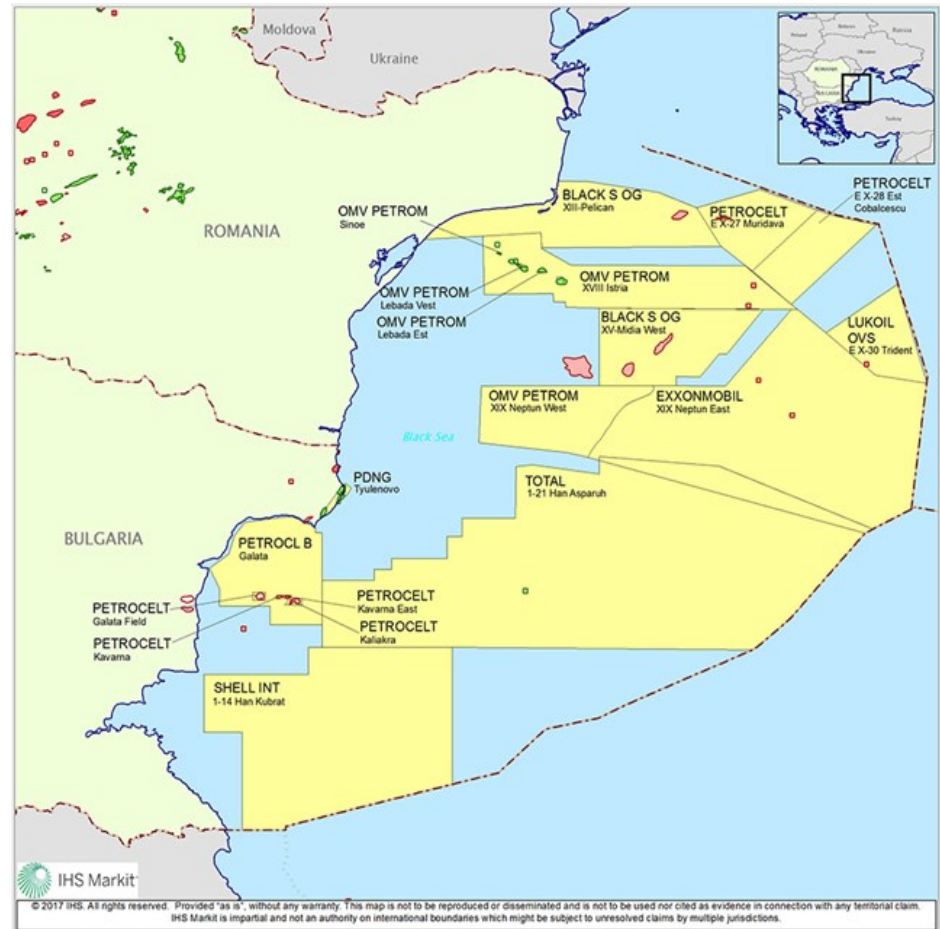 Moldova
Ukraine
Poland
Belarus
Russia
Ukraine
ROMANIA
BULGARIA
Turkey
ROMANIA
BLACK S OG
XIII-Pelican
PETROCELT
E X-28 Est
Cobalcescu
PETROCELT
E X-27 Muridava
OMV PETROM
Sinoe
OMV PETROM
Lebada Vest
OMV PETROM
Lebada Est
OMV PETROM
XVIII Istria
BLACK S OG
XV-Midia West
LUKOIL
OVS
E X-30 Trident
OMV PETROM
XIX Neptun West
EXXONMOBIL
XIX Neptun East
Black Sea
PDNG
Tyulenovo
TOTAL
1-21 Han Asparuh
BULGARIA
PETROCL B
Galata
PETROCELT
Galata Field
PETROCELT
Kavarna East
PETROCELT
Kavarna
PETROCELT
Kaliakra
SHELL INT
1-14 Han Kubrat
IHS Markit
© 2017 IHS. All rights reserved. Provided "as is", without any warranty. This map is not to be reproduced or disseminated and is not to be used nor cited as evidence in connection with any territorial claim.
IHS Markit is impartial and not an authority on international boundaries which might be subject to unresolved claims by multiple jurisdictions.